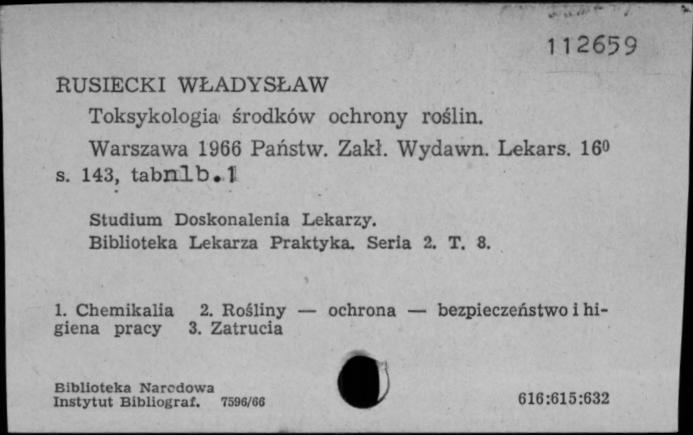 112659
RUSIECKI WŁADYSŁAW
Toksykologia środków ochrony roślin.
Warszawa 1966 Państw. Zakł. Wydawn. Lekars. 16⁰
s. 143, tabnlb.1
Studium Doskonalenia Lekarzy.
Biblioteka Lekarza Praktyka. Seria 2. T. 8.
1. Chemikalia 2. Rośliny — ochrona — bezpieczeństwo i hi-
giena pracy 3. Zatrucia
Biblioteka Narodowa
Instytut Bibliograf. 7596/66
616:615:632